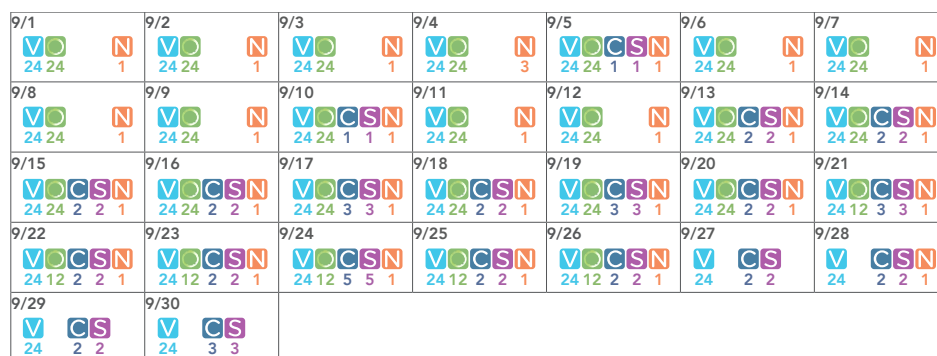 9/1 9/2 9/3 9/4 9/5 9/6 9/7
V O N V O N V O N V O N V O C S N V O N V O N
24 24 1 24 24 1 24 24 1 24 24 3 24 24 1 1 1 24 24 1 24 24 1
9/8 9/9 9/10 9/11 9/12 9/13 9/14
V O N V O N V O C S N V O N V O N V O C S N V O C S N
24 24 1 24 24 1 24 24 1 1 1 24 24 1 24 24 1 24 24 2 2 1 24 24 2 2 1
9/15 9/16 9/17 9/18 9/19 9/20 9/21
V O C S N V O C S N V O C S N V O C S N V O C S N V O C S N V O C S N
24 24 2 2 1 24 24 2 2 1 24 24 3 3 1 24 24 2 2 1 24 24 3 3 1 24 24 2 2 1 24 12 3 3 1
9/22 9/23 9/24 9/25 9/26 9/27 9/28
V O C S N V O C S N V O C S N V O C S N V O C S N V C S V C S N
24 12 2 2 1 24 12 2 2 1 24 12 5 5 1 24 12 2 2 1 24 12 2 2 1 24 2 2 24 2 2 1
9/29 9/30
V C S V C S
24 2 2 24 3 3